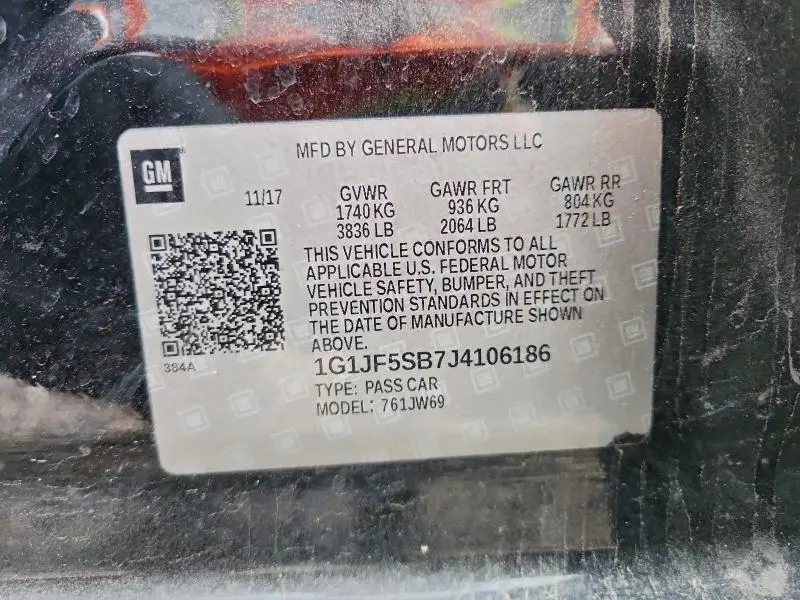 MFD BY GENERAL MOTORS LLC
GM
11/17 GVWR GAWR FRT GAWR RR
1740 KG 936 KG 804 KG
3836 LB 2064 LB 1772 LB
THIS VEHICLE CONFORMS TO ALL
APPLICABLE U.S. FEDERAL MOTOR
VEHICLE SAFETY, BUMPER, AND THEFT
PREVENTION STANDARDS IN EFFECT ON
THE DATE OF MANUFACTURE SHOWN
ABOVE.
384A
1G1JF5SB7J4106186
TYPE: PASS CAR
MODEL: 761JW69